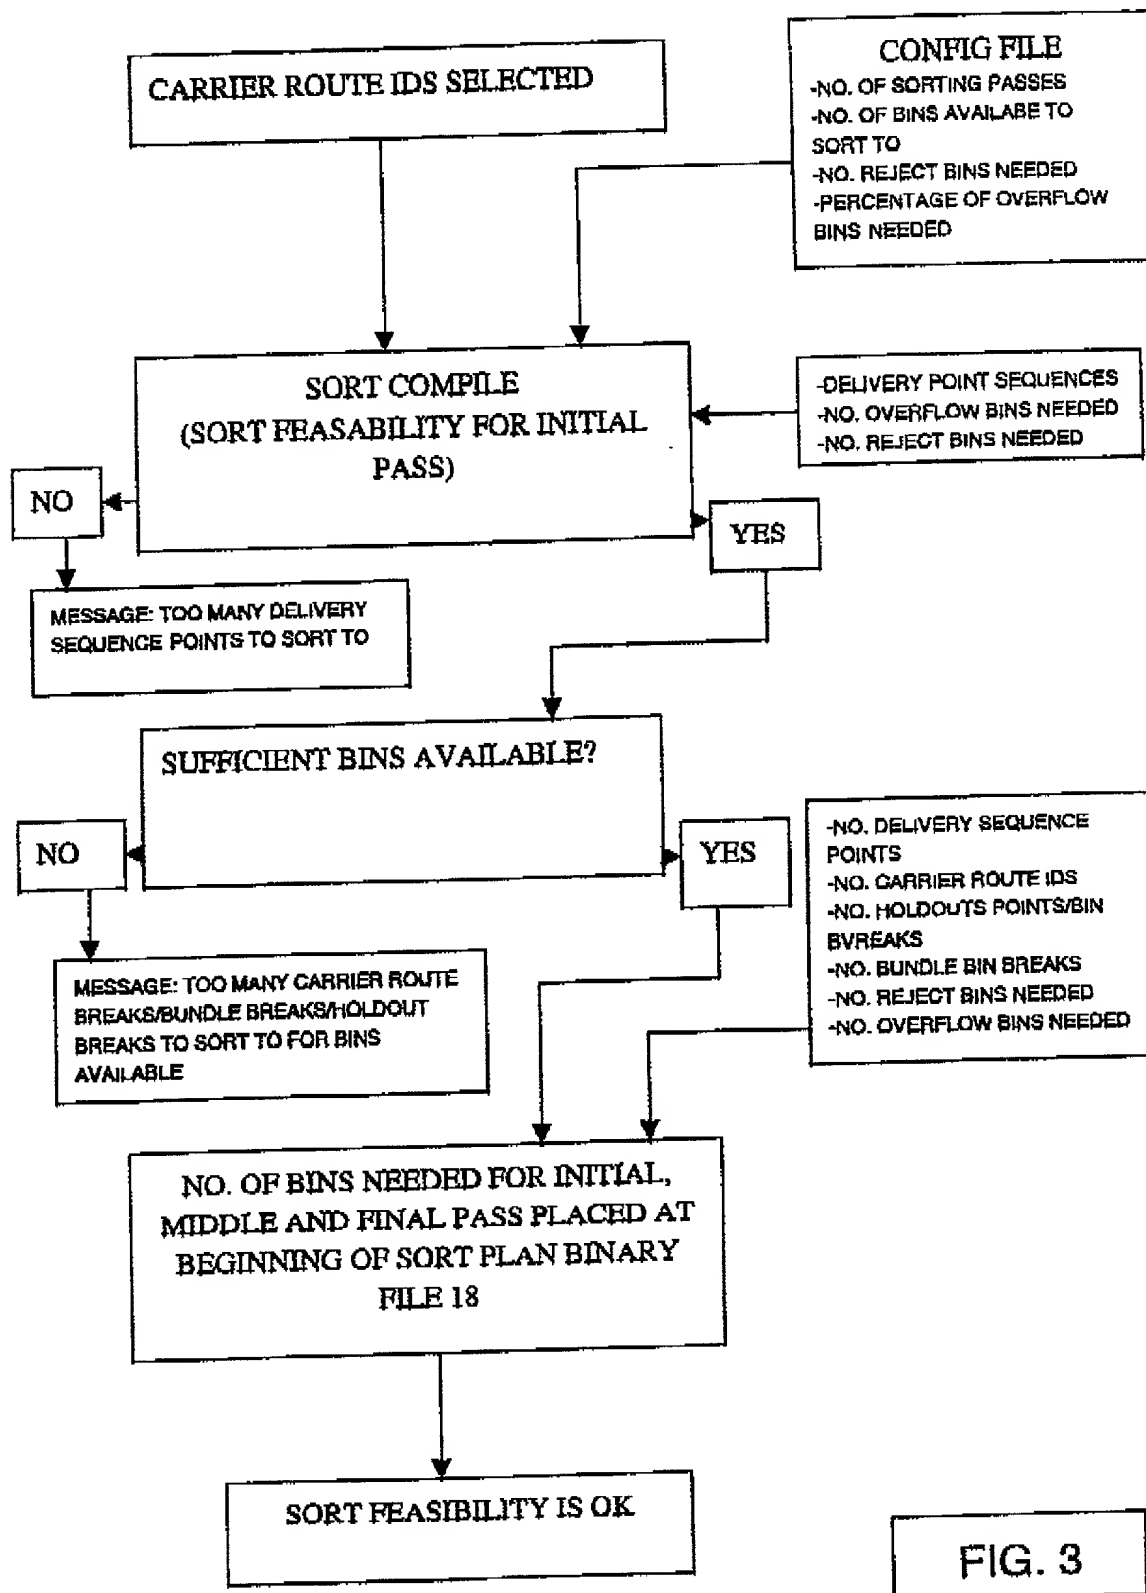 CARRIER ROUTE IDS SELECTED
CONFIG FILE
-NO. OF SORTING PASSES
-NO. OF BINS AVAILABE TO
SORT TO
-NO. REJECT BINS NEEDED
-PERCENTAGE OF OVERFLOW
BINS NEEDED
SORT COMPILE
(SORT FEASABILITY FOR INITIAL
PASS)
-DELIVERY POINT SEQUENCES
-NO. OVERFLOW BINS NEEDED
-NO. REJECT BINS NEEDED
NO
YES
MESSAGE: TOO MANY DELIVERY
SEQUENCE POINTS TO SORT TO
SUFFICIENT BINS AVAILABLE?
NO
YES
-NO. DELIVERY SEQUENCE
POINTS
-NO. CARRIER ROUTE IDS
-NO. HOLDOUTS POINTS/BIN
BVREAKS
-NO. BUNDLE BIN BREAKS
-NO. REJECT BINS NEEDED
-NO. OVERFLOW BINS NEEDED
MESSAGE: TOO MANY CARRIER ROUTE
BREAKS/BUNDLE BREAKS/HOLDOUT
BREAKS TO SORT TO FOR BINS
AVAILABLE
NO. OF BINS NEEDED FOR INITIAL,
MIDDLE AND FINAL PASS PLACED AT
BEGINNING OF SORT PLAN BINARY
FILE 18
SORT FEASIBILITY IS OK
FIG. 3